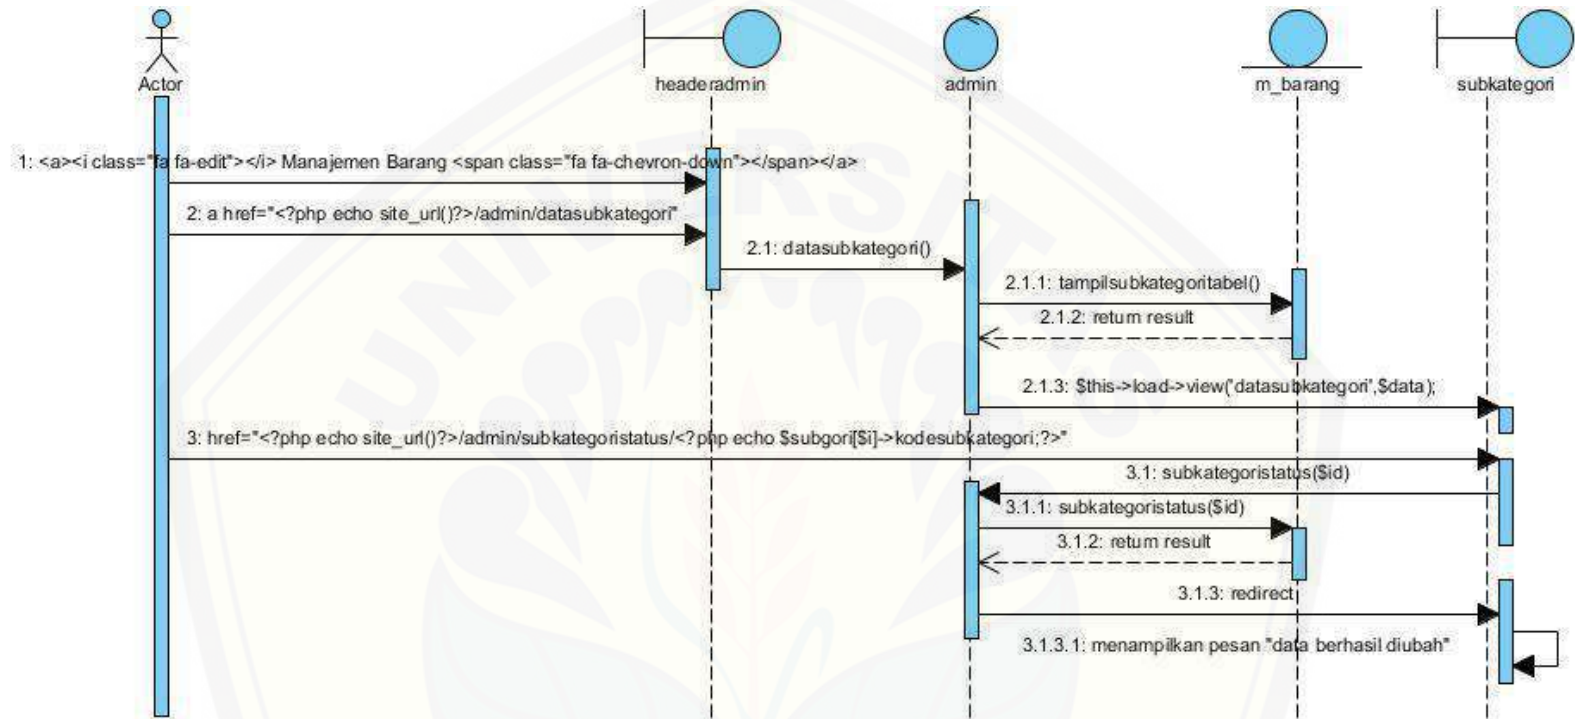 Actor
headeradmin
admin
m_barang
subkategori
1: <a><i class="fa fa-edit"></i> Manajemen Barang <span class="fa fa-chevron-down"></span></a>
2: a href="<?php echo site_url()?>/admin/datasubkategori"
2.1: datasubkategori()
2.1.1: tampilsubkategoritabel()
2.1.2: return result
2.1.3: $this->load->view('datasubkategori',$data);
3: href="<?php echo site_url()?>/admin/subkategoristatus/<?php echo $subgori[$i]->kodesubkategori;?>"
3.1: subkategoristatus($id)
3.1.1: subkategoristatus($id)
3.1.2: return result
3.1.3: redirect
3.1.3.1: menampilkan pesan "data berhasil diubah"
UNIVERSITAS